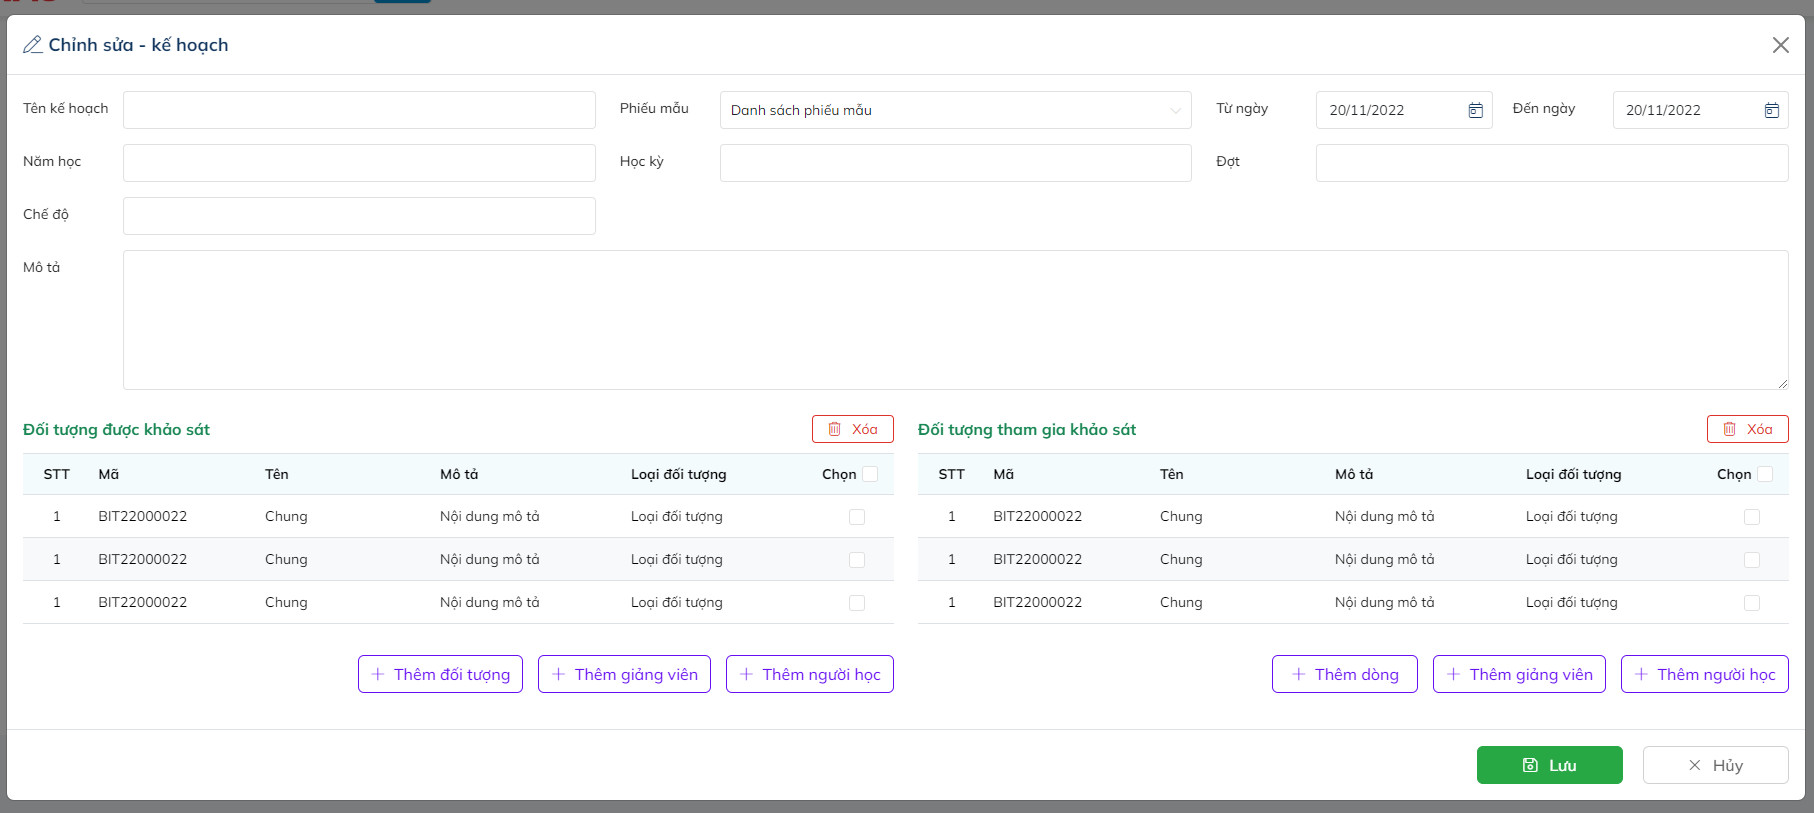 Chỉnh sửa - kế hoạch
Tên kế hoạch
Phiếu mẫu Danh sách phiếu mẫu
Từ ngày 20/11/2022 Đến ngày 20/11/2022
Năm học
Học kỳ
Đợt
Chế độ
Mô tả
Đối tượng được khảo sát Xóa
STT Mã Tên Mô tả Loại đối tượng Chọn
1 BIT22000022 Chung Nội dung mô tả Loại đối tượng
1 BIT22000022 Chung Nội dung mô tả Loại đối tượng
1 BIT22000022 Chung Nội dung mô tả Loại đối tượng
Thêm đối tượng Thêm giảng viên Thêm người học
Đối tượng tham gia khảo sát Xóa
STT Mã Tên Mô tả Loại đối tượng Chọn
1 BIT22000022 Chung Nội dung mô tả Loại đối tượng
1 BIT22000022 Chung Nội dung mô tả Loại đối tượng
1 BIT22000022 Chung Nội dung mô tả Loại đối tượng
Thêm dòng Thêm giảng viên Thêm người học
Lưu Hủy